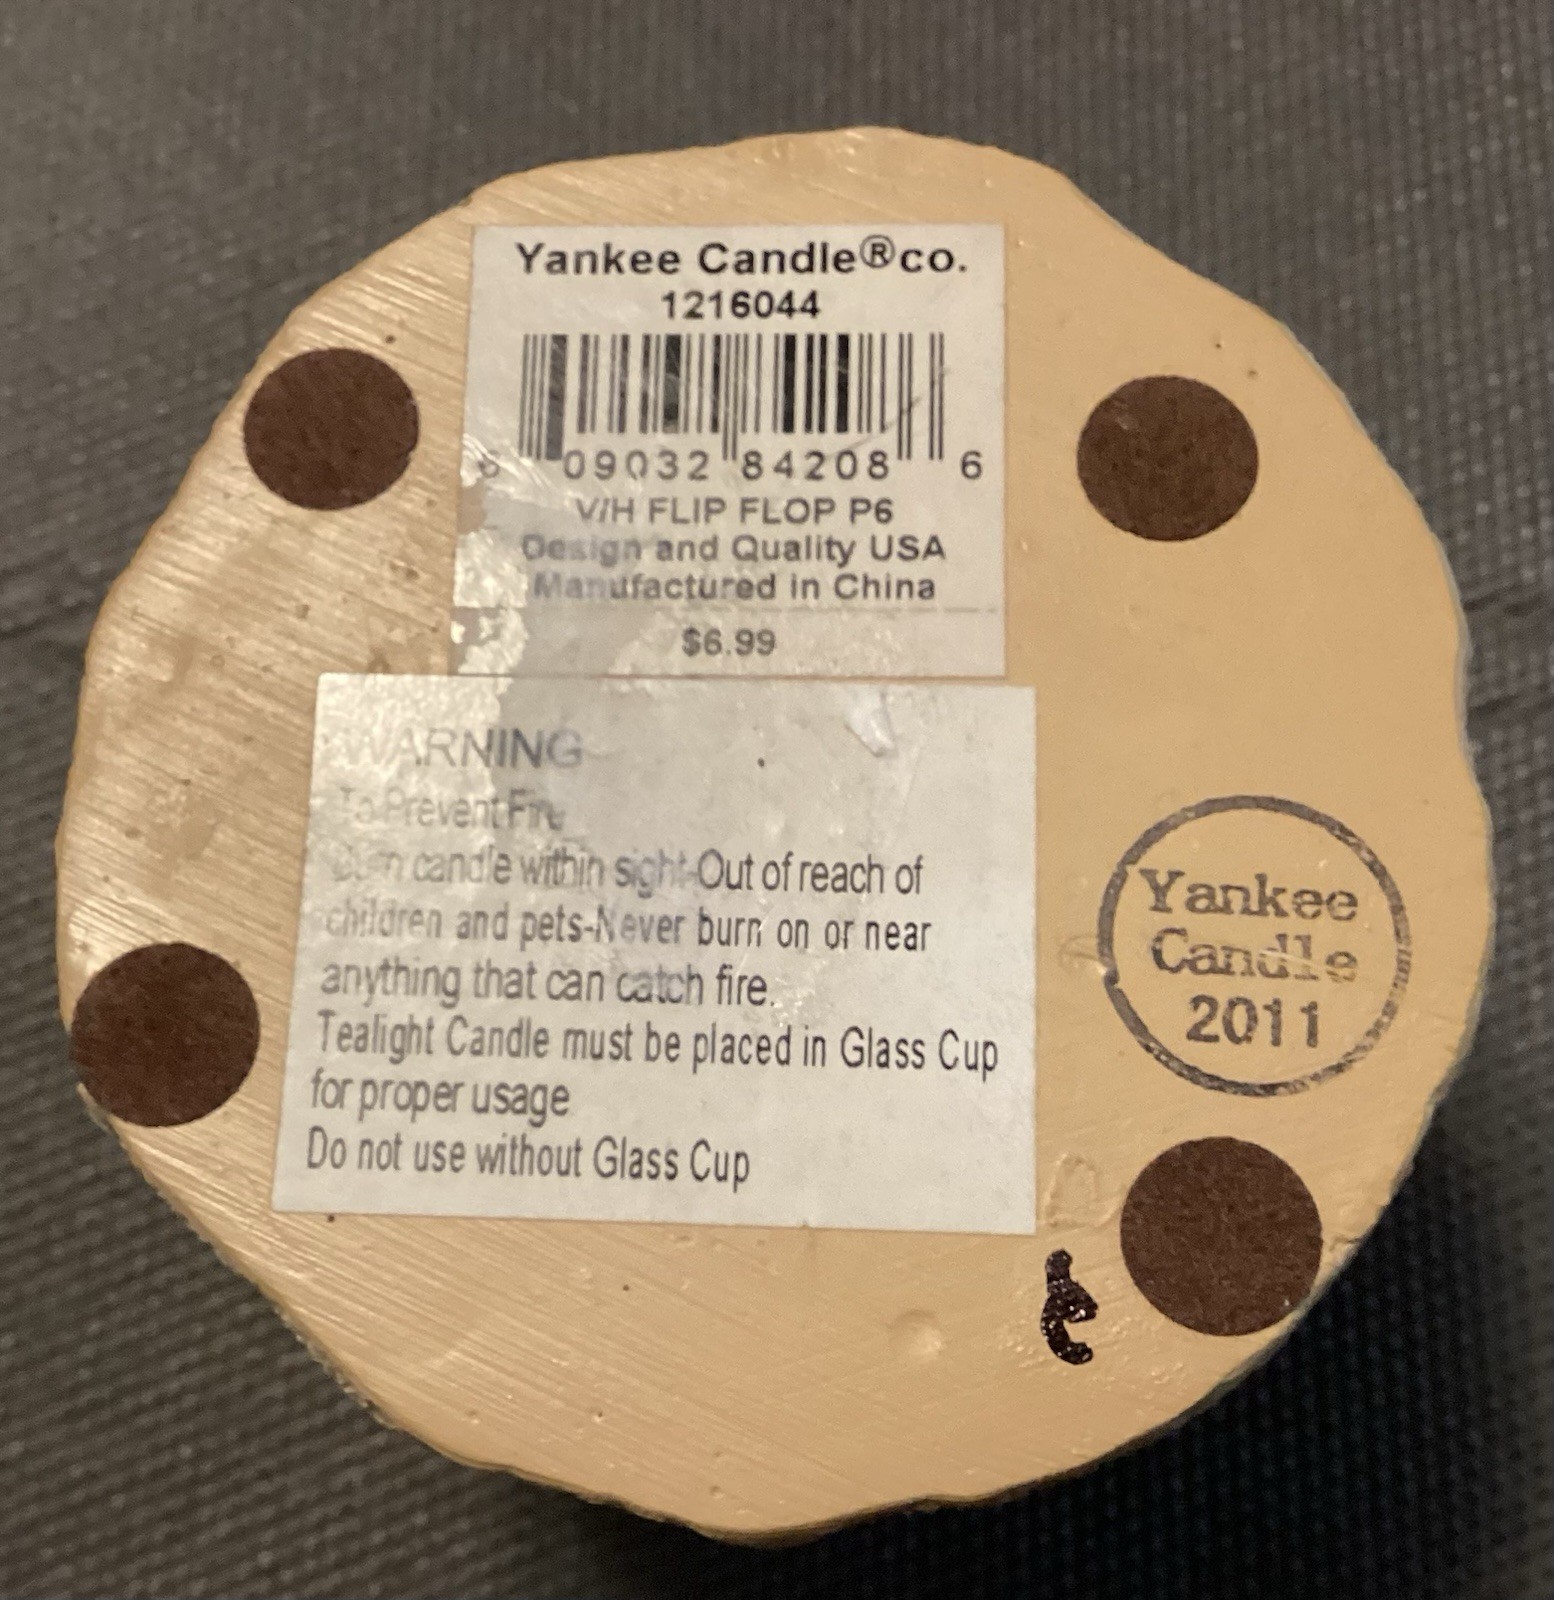 Yankee Candle®co.
1216044
6 09032 84208 6
V/H FLIP FLOP P6
Design and Quality USA
Manufactured in China
$6.99
WARNING
To Prevent Fire
Burn candle within sight-Out of reach of
children and pets-Never burn on or near
anything that can catch fire.
Tealight Candle must be placed in Glass Cup
for proper usage
Do not use without Glass Cup
Yankee
Candle
2011